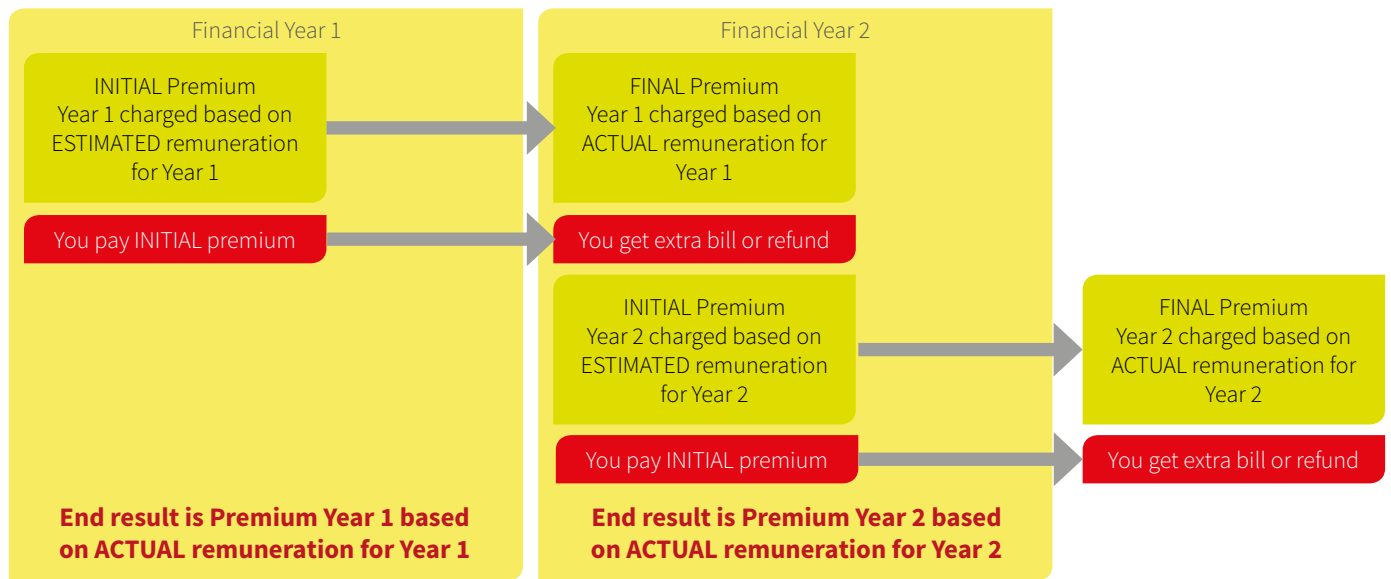 Financial Year 1
INITIAL Premium
Year 1 charged based on
ESTIMATED remuneration
for Year 1
You pay INITIAL premium
End result is Premium Year 1 based
on ACTUAL remuneration for Year 1
Financial Year 2
FINAL Premium
Year 1 charged based on
ACTUAL remuneration for
Year 1
You get extra bill or refund
INITIAL Premium
Year 2 charged based on
ESTIMATED remuneration
for Year 2
You pay INITIAL premium
End result is Premium Year 2 based
on ACTUAL remuneration for Year 2
FINAL Premium
Year 2 charged based on
ACTUAL remuneration for
Year 2
You get extra bill or refund